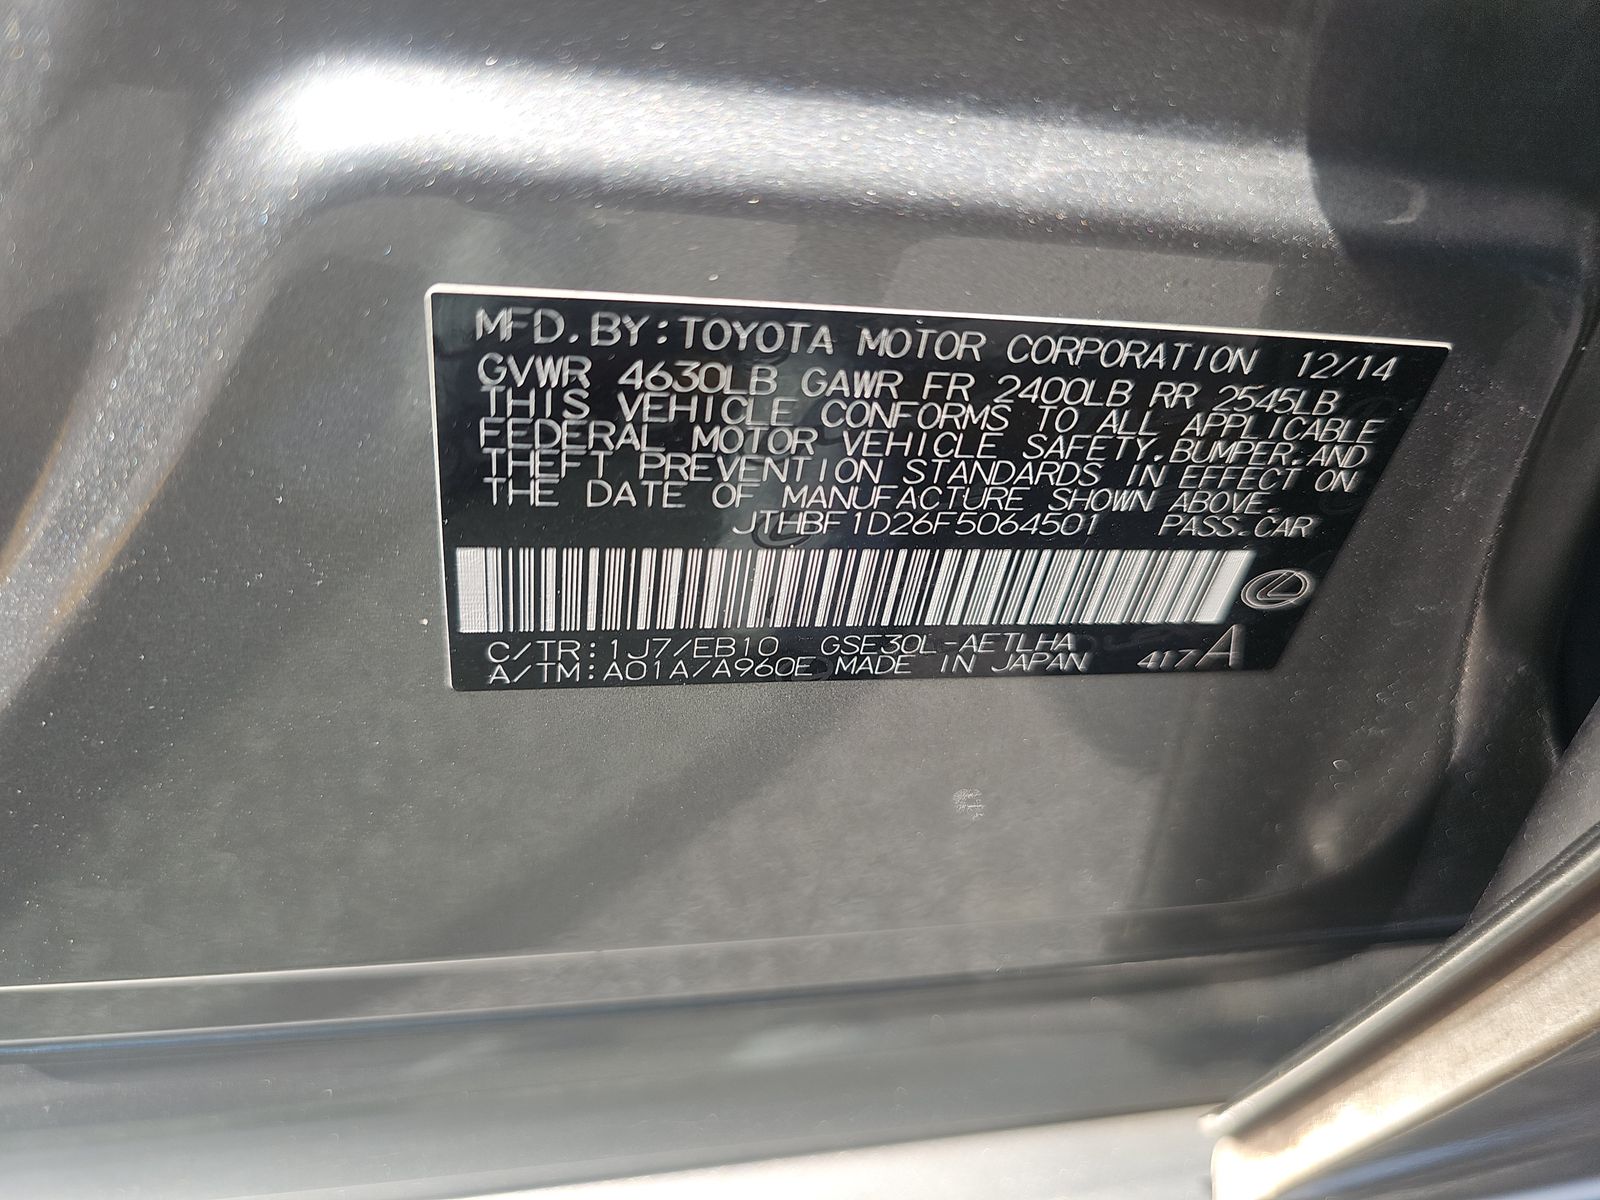 MFD. BY: TOYOTA MOTOR CORPORATION 12/14
GVWR 4630LB GAWR FR 2400LB RR 2545LB
THIS VEHICLE CONFORMS TO ALL APPLICABLE
FEDERAL MOTOR VEHICLE SAFETY, BUMPER, AND
THEFT PREVENTION STANDARDS IN EFFECT ON
THE DATE OF MANUFACTURE SHOWN ABOVE.
JTHBF1D26F5064501 PASS. CAR
C/TR: 1J7/EB10 GSE30L-AETLHA
A/TM: A01A/A960E MADE IN JAPAN 417A